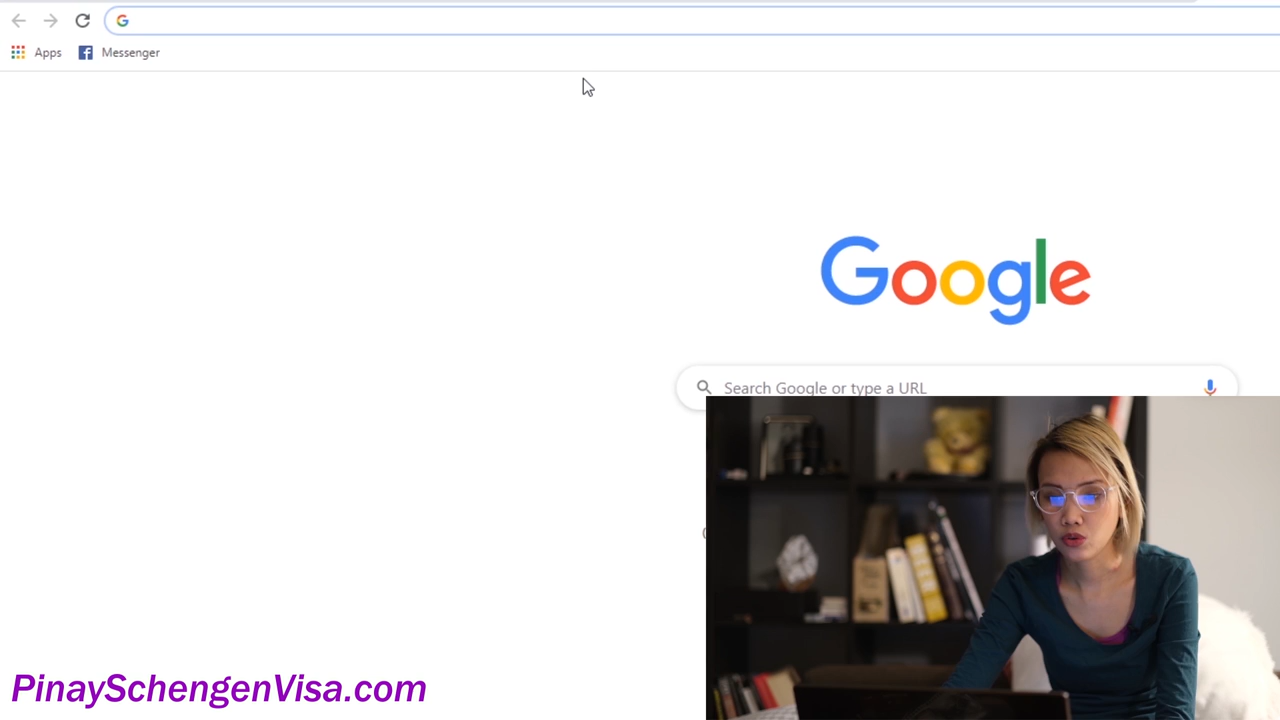 Apps
Messenger
Google
Search Google or type a URL
PinaySchengenVisa.com